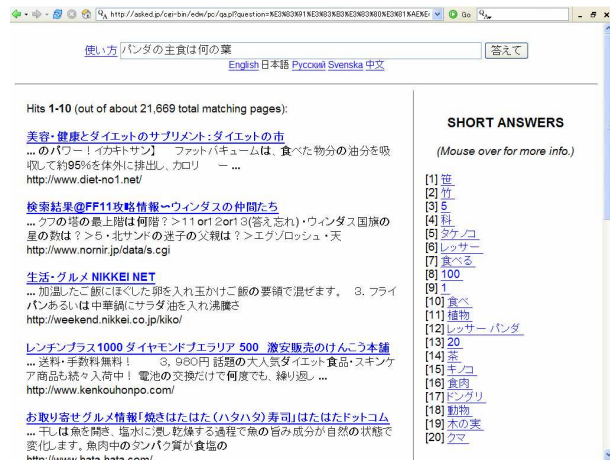 http://asked.jp/cgi-bin/edw/pc/qa.pl?question=%E3%83%91%E3%83%B3%E3%83%80%E3%81%AE%E
Go
使い方 パンダの主食は何の葉 答えて
English 日本語 Русский Svenska 中文
Hits 1-10 (out of about 21,669 total matching pages):
美容・健康とダイエットのサプリメント:ダイエットの市
... のパワー!イカキトサン】 ファットバキュームは、食べた物分の油分を吸
収して約95%を体外に排出し、カロリ ー ...
http://www.diet-no1.net/
検索結果@FF11攻略情報〜ウィンダスの仲間たち
... クフの塔の最上階は何階?>11or12or13(答え忘れ)・ウィンダス国旗の
星の数は?>5・北サンドの迷子の父親は?>エグゾロッシュ・天
http://www.nornir.jp/data/s.cgi
生活・グルメ NIKKEI NET
... 加温したご飯にほぐした卵を入れ玉かけご飯の要領で混ぜます。 3. フライ
パンあるいは中華鍋にサラダ油を入れ沸騰さ
http://weekend.nikkei.co.jp/kiko/
レンチンプラス1000 ダイヤモンドプエラリア 500 激安販売のけんこう本舗
... 送料・手数料無料! 3,980円 話題の大人気ダイエット食品・スキンケ
ア商品も続々入荷中! 電池の交換だけで何度でも、繰り返し ...
http://www.kenkouhonpo.com/
お取り寄せグルメ情報「焼きはたはた(ハタハタ)寿司」はたはたドットコム
... 干しは魚を開き、塩水に浸し乾燥する過程で魚の旨み成分が自然の状態で
変化します。魚肉中のタンパク質が食塩の
http://www.hata-hata.com/
SHORT ANSWERS
(Mouse over for more info.)
[1] 笹
[2] 竹
[3] 5
[4] 科
[5] タケノコ
[6] レッサー
[7] 食べる
[8] 100
[9] 1
[10] 食べ
[11] 植物
[12] レッサー パンダ
[13] 20
[14] 茶
[15] キノコ
[16] 食肉
[17] ドングリ
[18] 動物
[19] 木の実
[20] クマ